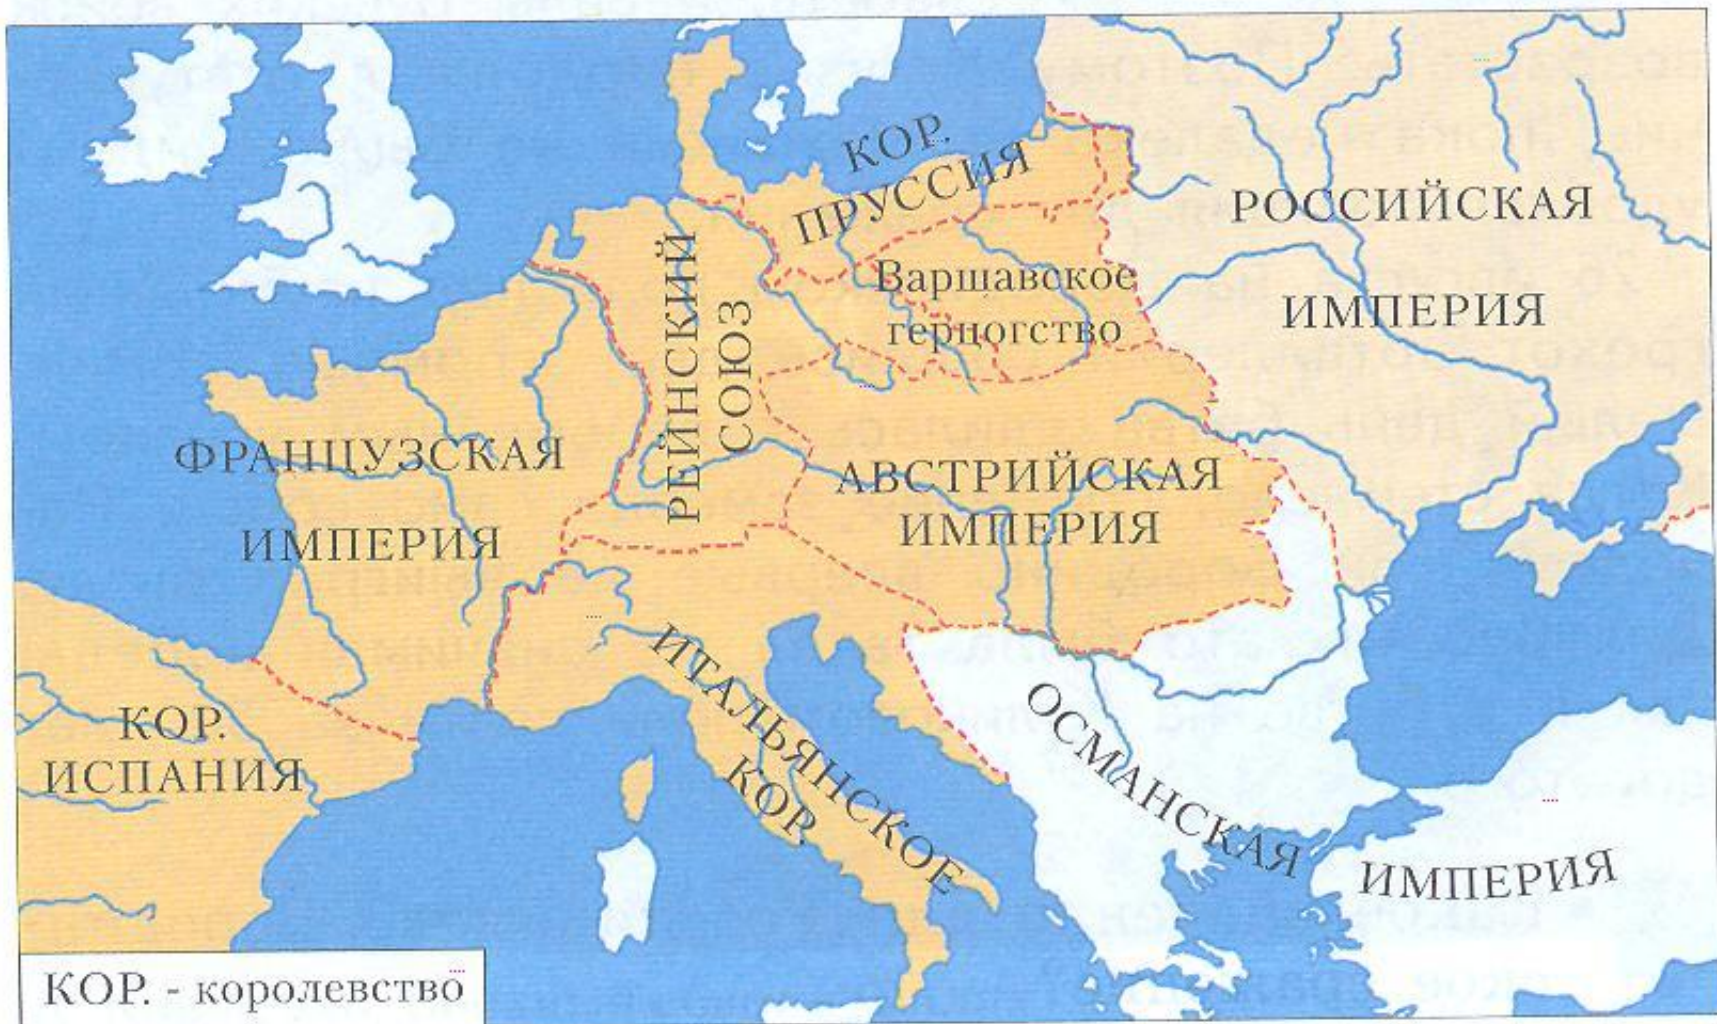 КОР.
ПРУССИЯ
РОССИЙСКАЯ
ИМПЕРИЯ
Варшавское
герцогство
РЕЙНСКИЙ
СОЮЗ
ФРАНЦУЗСКАЯ
ИМПЕРИЯ
АВСТРИЙСКАЯ
ИМПЕРИЯ
ИТАЛЬЯНСКОЕ
КОР.
КОР.
ИСПАНИЯ
ОСМАНСКАЯ
ИМПЕРИЯ
КОР. - королевство